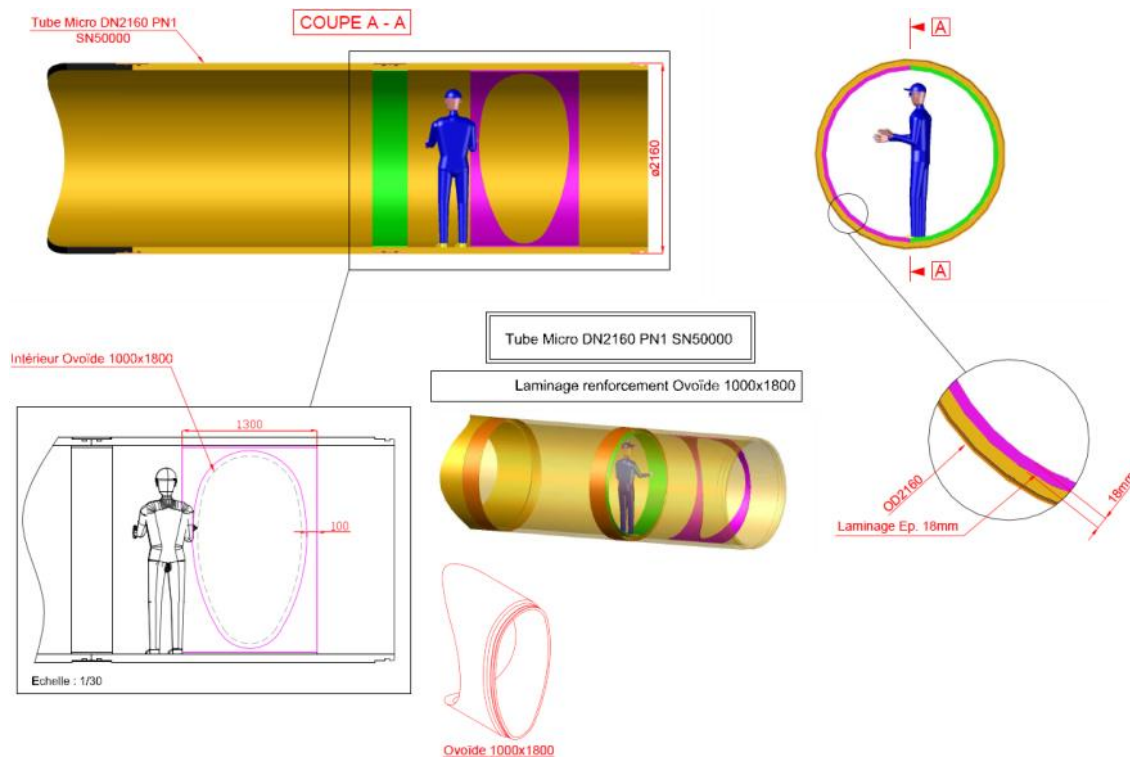 Tube Micro DN2160 PN1
SN50000
COUPE A - A
A
ø2160
A
Intérieur Ovoïde 1000x1800
1300
100
Echelle : 1/30
Tube Micro DN2160 PN1 SN50000
Laminage renforcement Ovoïde 1000x1800
Ovoïde 1000x1800
OD2160
Laminage Ep. 18mm
18mm